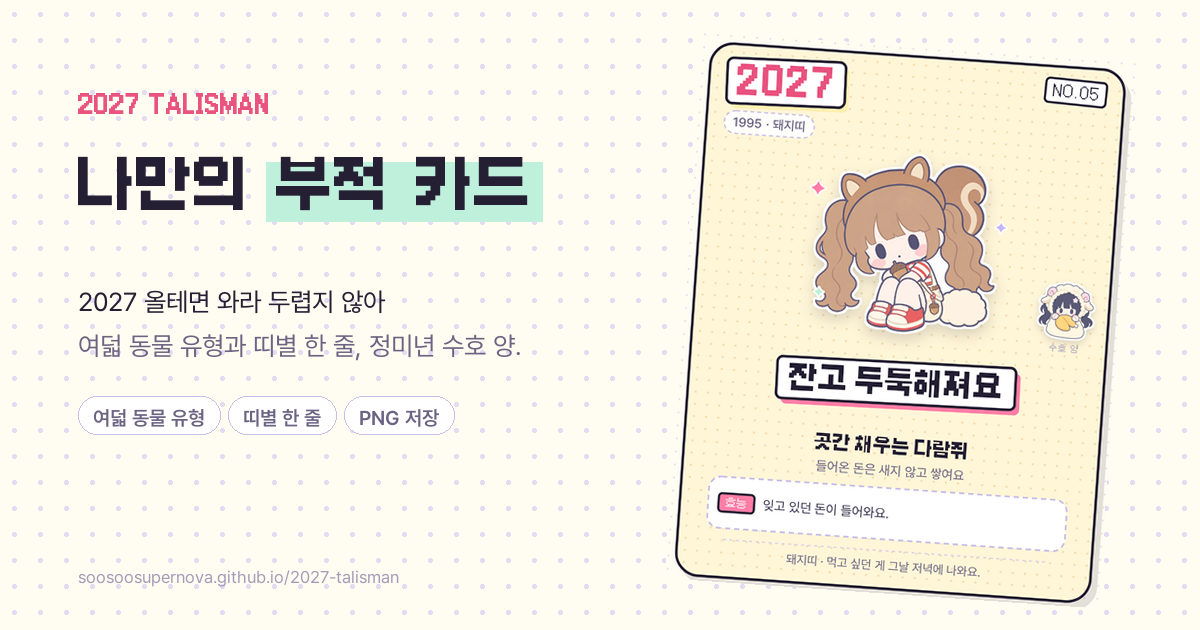 2027 TALISMAN
나만의 부적 카드
2027 올테면 와라 두렵지 않아
여덟 동물 유형과 띠별 한 줄, 정미년 수호 양.
여덟 동물 유형
띠별 한 줄
PNG 저장
soosoosupernova.github.io/2027-talisman
2027
NO.05
1995 · 돼지띠
수호 양
잔고 두둑해져요
곳간 채우는 다람쥐
들어온 돈은 새지 않고 쌓여요
효능
잊고 있던 돈이 들어와요.
돼지띠 · 먹고 싶던 게 그날 저녁에 나와요.